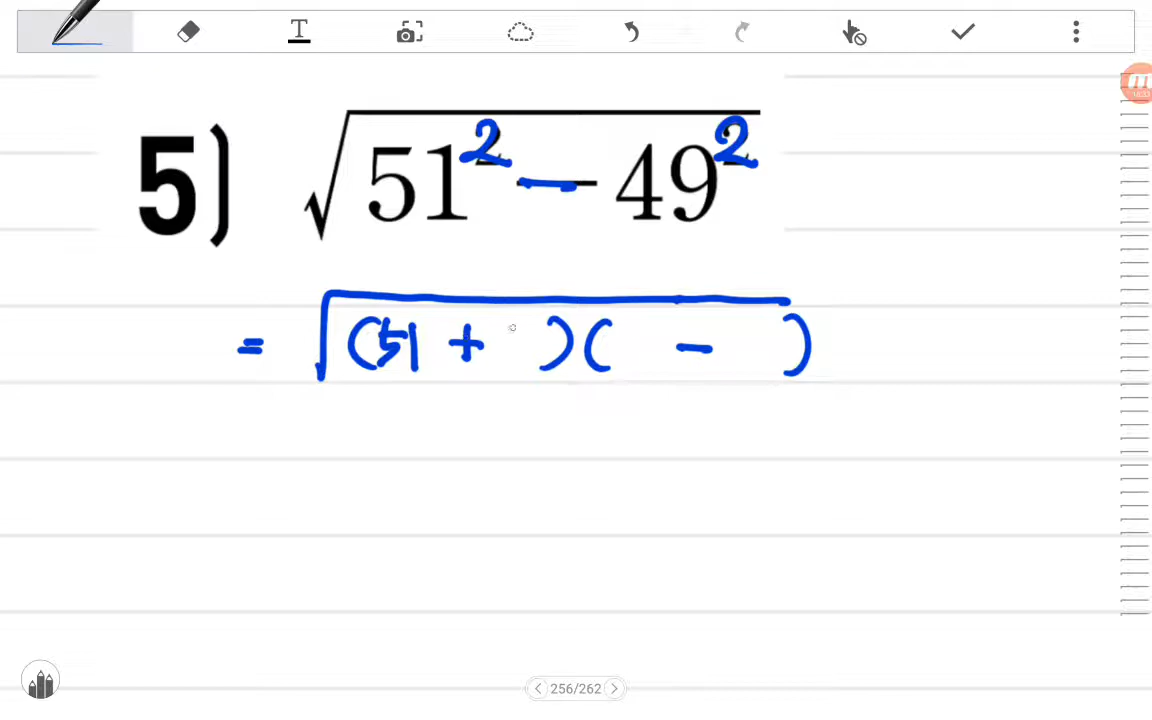 T
5) √51² − 49²
= √(51 + )( − )
256/262